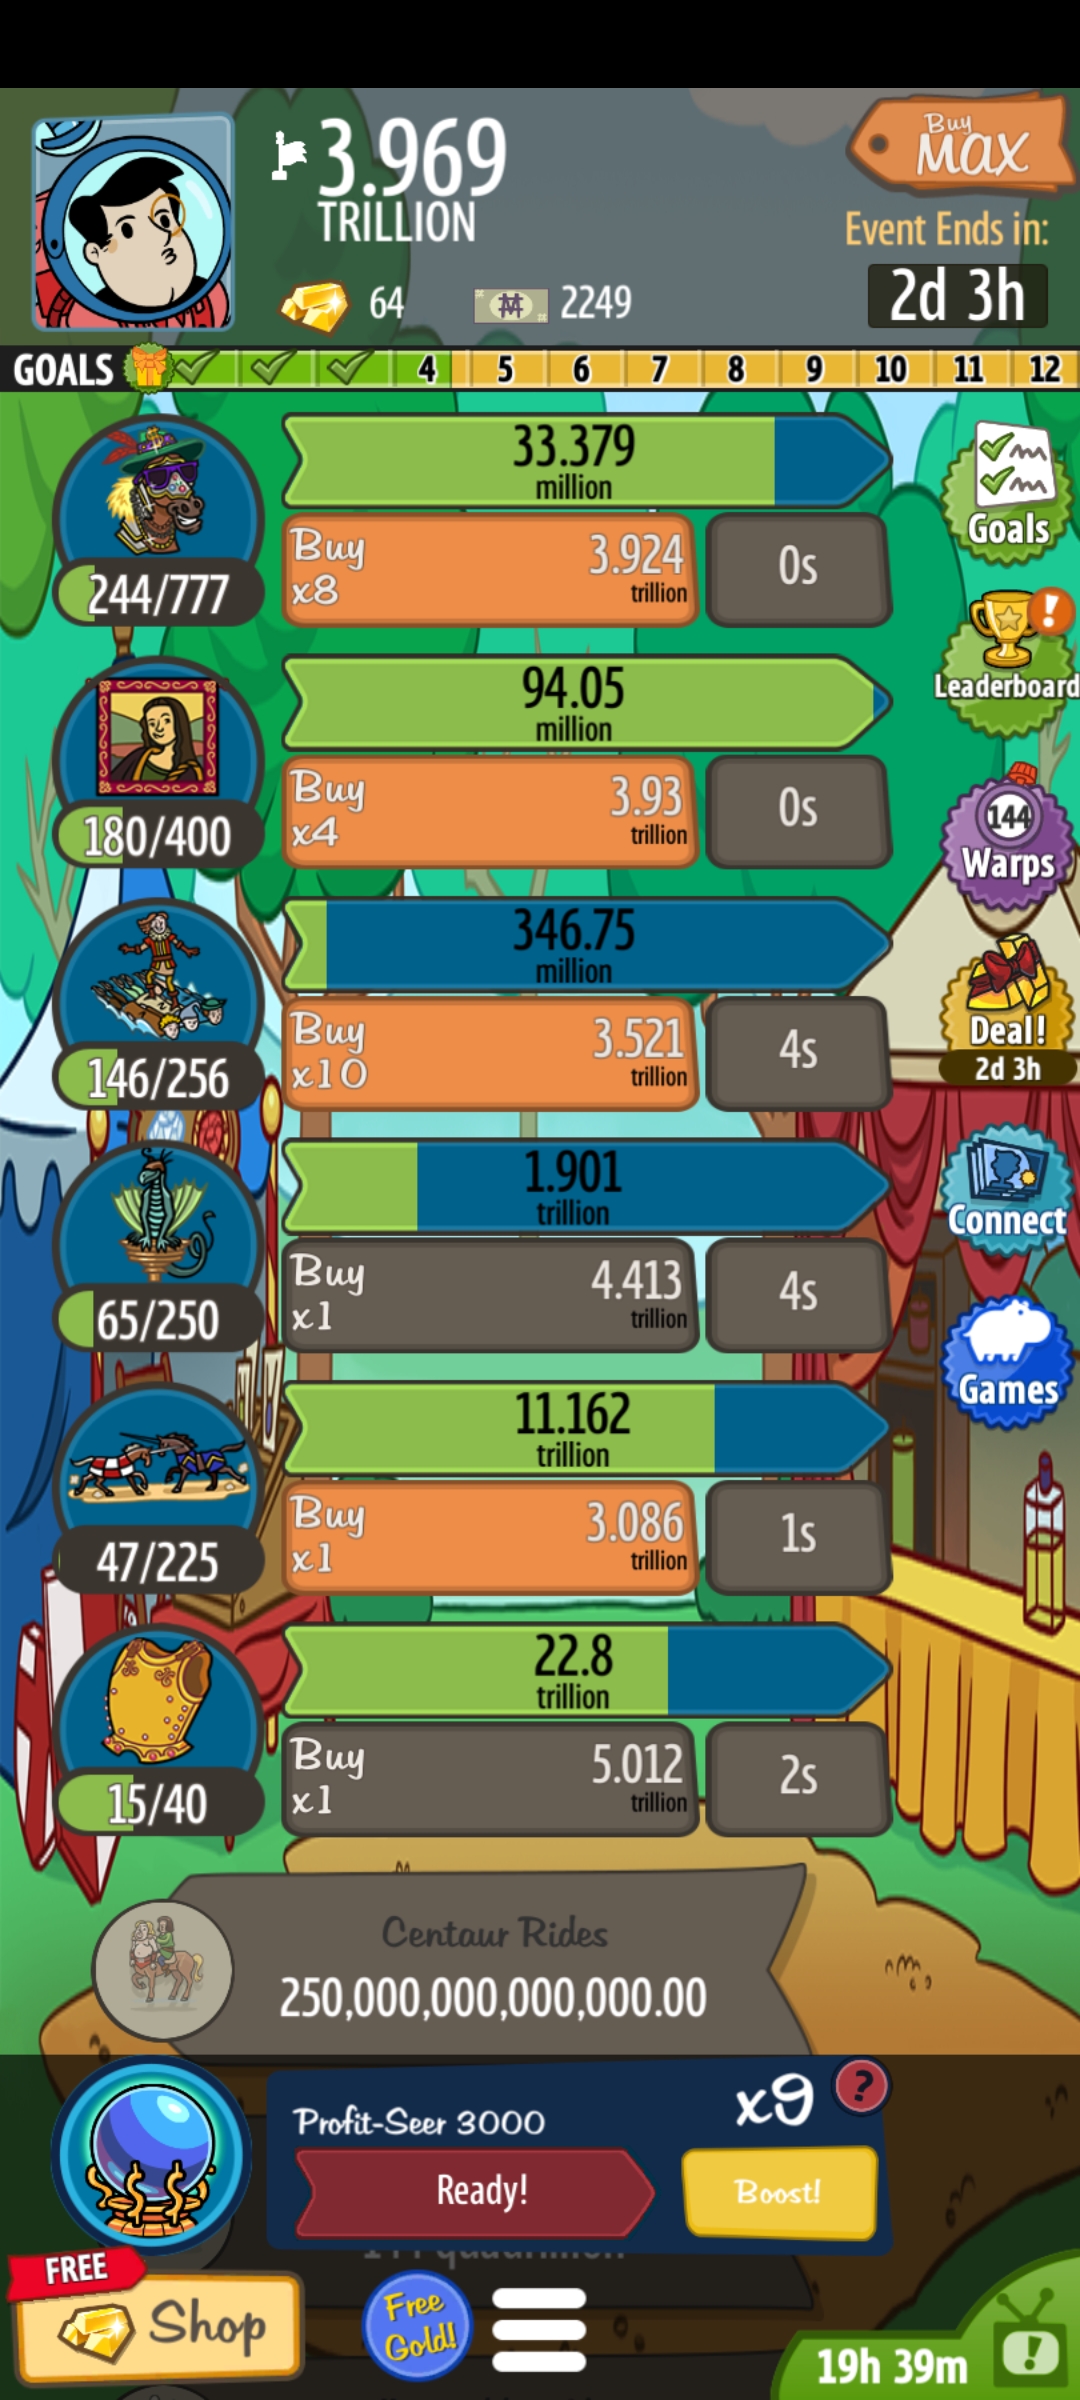 3.969
TRILLION
64
2249
Buy
MAX
Event Ends in:
2d 3h
GOALS 4 5 6 7 8 9 10 11 12
33.379
million
244/777
Buy
x8
3.924
trillion
0s
Goals
94.05
million
180/400
Buy
x4
3.93
trillion
0s
!
Leaderboard
346.75
million
146/256
Buy
x10
3.521
trillion
4s
144
Warps
Deal!
2d 3h
1.901
trillion
65/250
Buy
x1
4.413
trillion
4s
Connect
11.162
trillion
47/225
Buy
x1
3.086
trillion
1s
Games
22.8
trillion
15/40
Buy
x1
5.012
trillion
2s
Centaur Rides
250,000,000,000,000.00
Profit-Seer 3000
x9
?
Ready!
Boost!
FREE
Shop
Free
Gold!
19h 39m
!